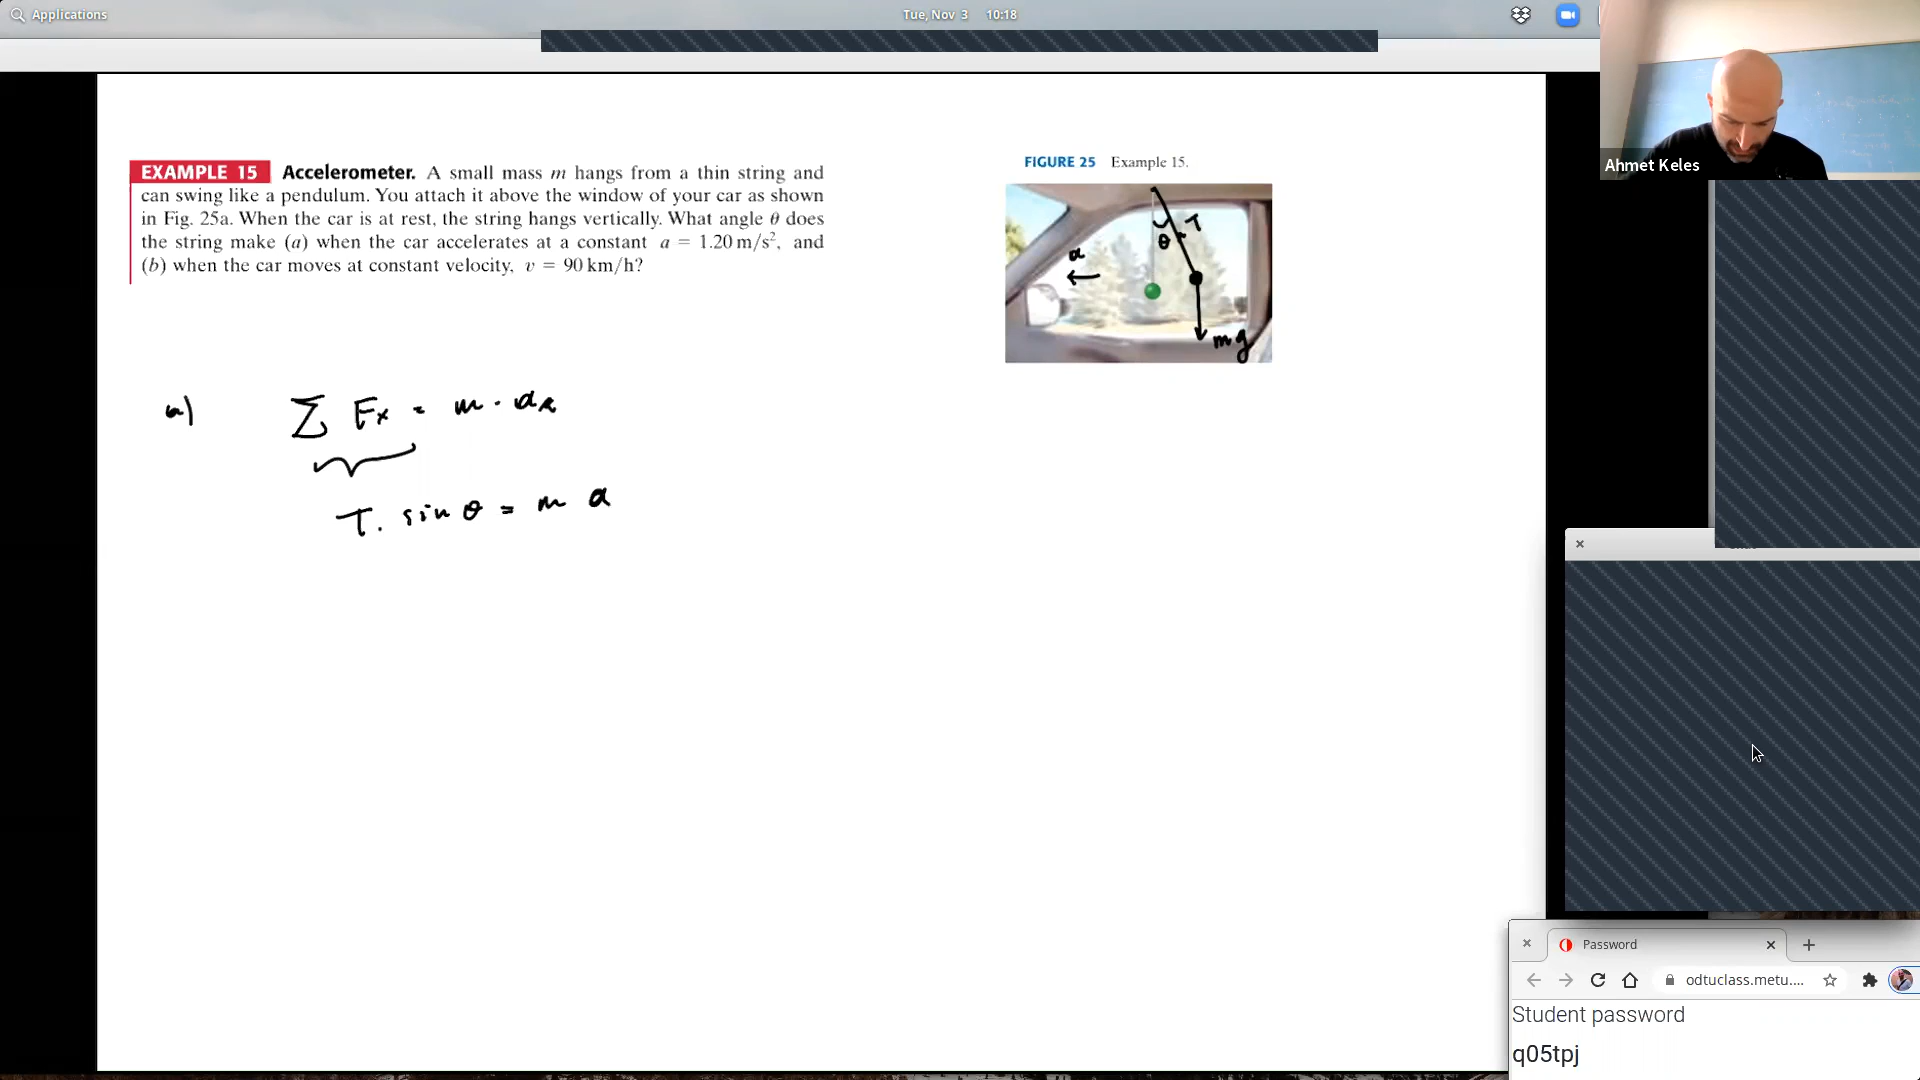 Applications
Tue, Nov 3 10:18
Ahmet Keles
EXAMPLE 15 Accelerometer. A small mass m hangs from a thin string and
can swing like a pendulum. You attach it above the window of your car as shown
in Fig. 25a. When the car is at rest, the string hangs vertically. What angle θ does
the string make (a) when the car accelerates at a constant a = 1.20 m/s², and
(b) when the car moves at constant velocity, v = 90 km/h?
FIGURE 25 Example 15.
T
θ
a
mg
a)
∑ Fx = m · ax
T. sin θ = m a
Password
odtuclass.metu....
Student password
q05tpj